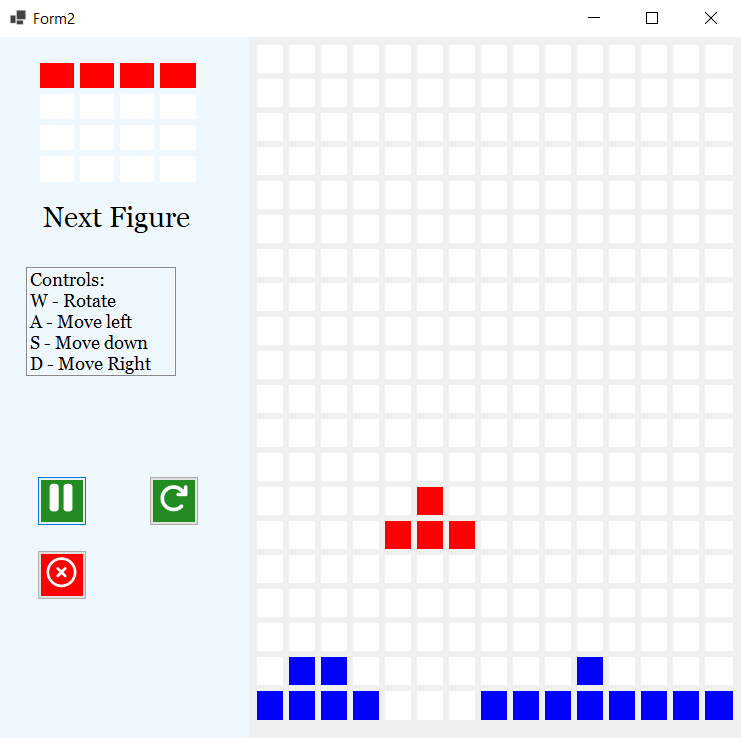 Form2
Next Figure
Controls:
W - Rotate
A - Move left
S - Move down
D - Move Right